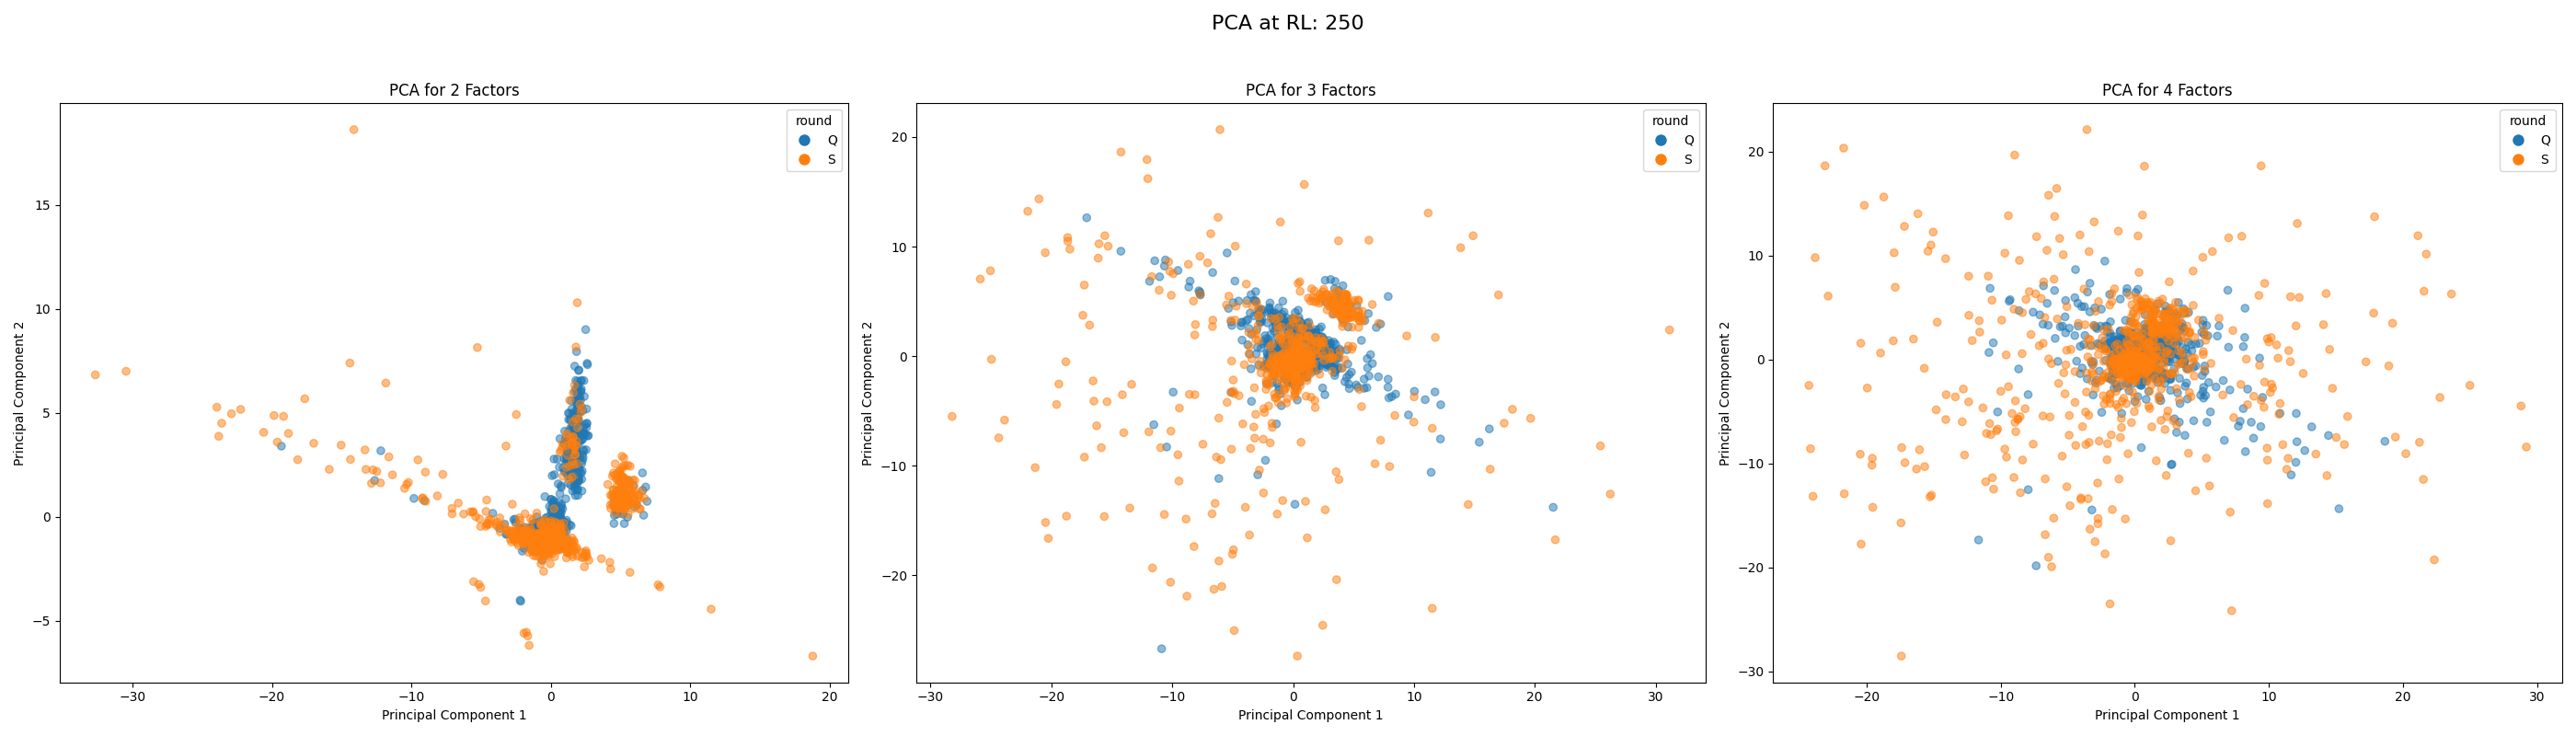 PCA at RL: 250
PCA for 2 Factors
round
Q
S
15
10
5
0
−5
Principal Component 2
−30
−20
−10
0
10
20
Principal Component 1
PCA for 3 Factors
round
Q
S
20
10
0
−10
−20
Principal Component 2
−30
−20
−10
0
10
20
30
Principal Component 1
PCA for 4 Factors
round
Q
S
20
10
0
−10
−20
−30
Principal Component 2
−20
−10
0
10
20
30
Principal Component 1